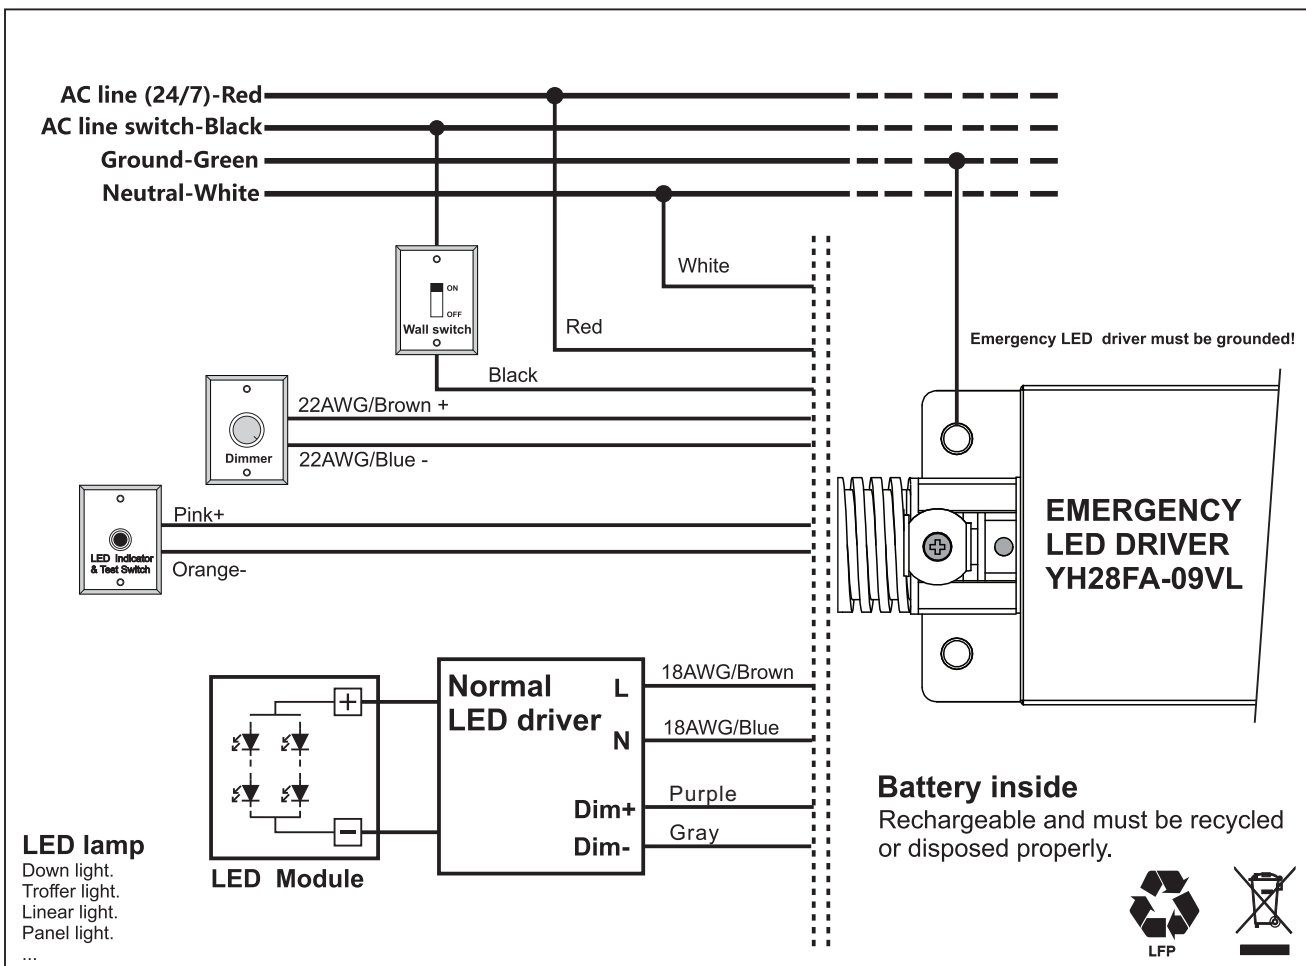 AC line (24/7)-Red
AC line switch-Black
Ground-Green
Neutral-White
White
ON
OFF
Wall switch
Red
Emergency LED driver must be grounded!
Black
22AWG/Brown +
Dimmer
22AWG/Blue -
Pink+
LED Indicator
& Test Switch
Orange-
EMERGENCY
LED DRIVER
YH28FA-09VL
Normal
LED driver
L
N
Dim+
Dim-
18AWG/Brown
18AWG/Blue
Purple
Gray
+
−
LED Module
LED lamp
Down light.
Troffer light.
Linear light.
Panel light.
...
Battery inside
Rechargeable and must be recycled
or disposed properly.
LFP